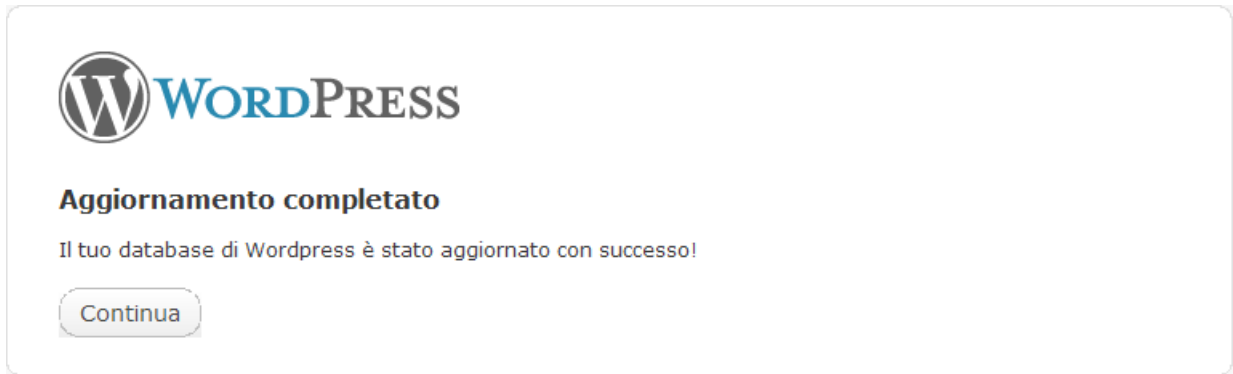 WORDPRESS
Aggiornamento completato
Il tuo database di Wordpress è stato aggiornato con successo!
Continua